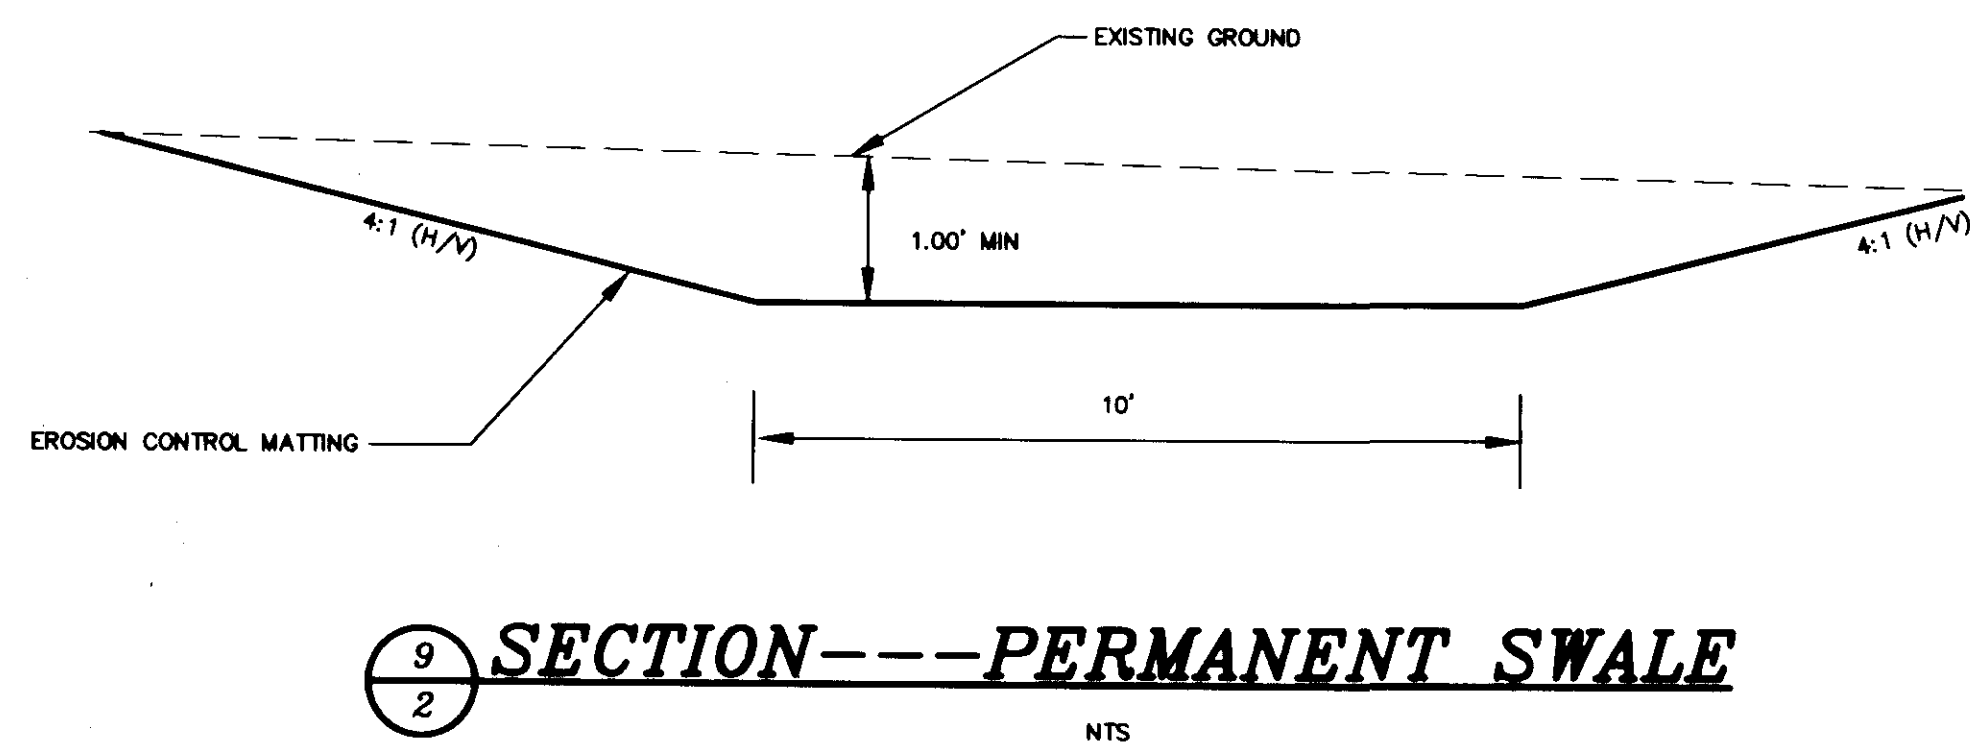 EXISTING GROUND
4:1 (H/V)
1.00' MIN
4:1 (H/V)
10'
EROSION CONTROL MATTING
9
2
SECTION---PERMANENT SWALE
NTS